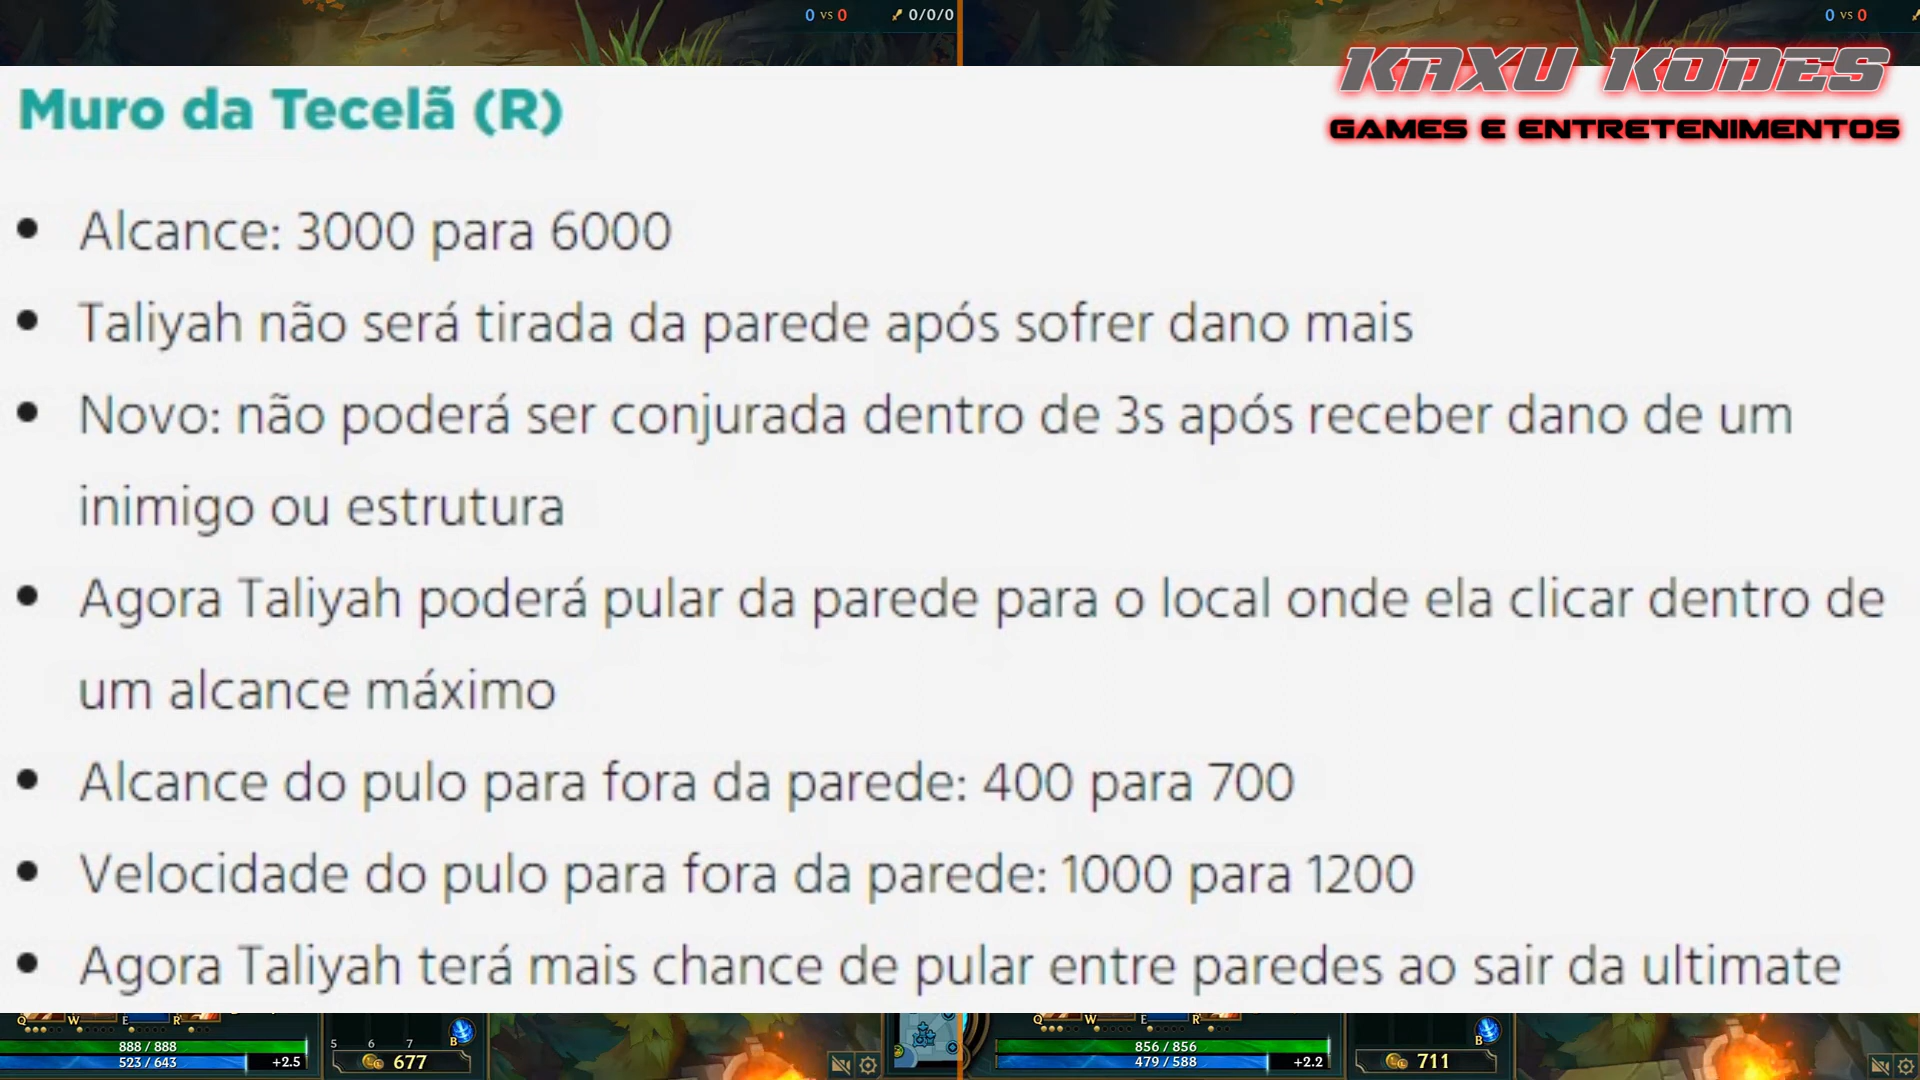 0 vs 0 0/0/0 0 vs 0
KAXU KODES
GAMES E ENTRETENIMENTOS
Muro da Tecelã (R)
• Alcance: 3000 para 6000
• Taliyah não será tirada da parede após sofrer dano mais
• Novo: não poderá ser conjurada dentro de 3s após receber dano de um
inimigo ou estrutura
• Agora Taliyah poderá pular da parede para o local onde ela clicar dentro de
um alcance máximo
• Alcance do pulo para fora da parede: 400 para 700
• Velocidade do pulo para fora da parede: 1000 para 1200
• Agora Taliyah terá mais chance de pular entre paredes ao sair da ultimate
Q W E R Q W E R
5 6 7 B B
888 / 888 856 / 856
523 / 643 +2.5 677 479 / 588 +2.2 711